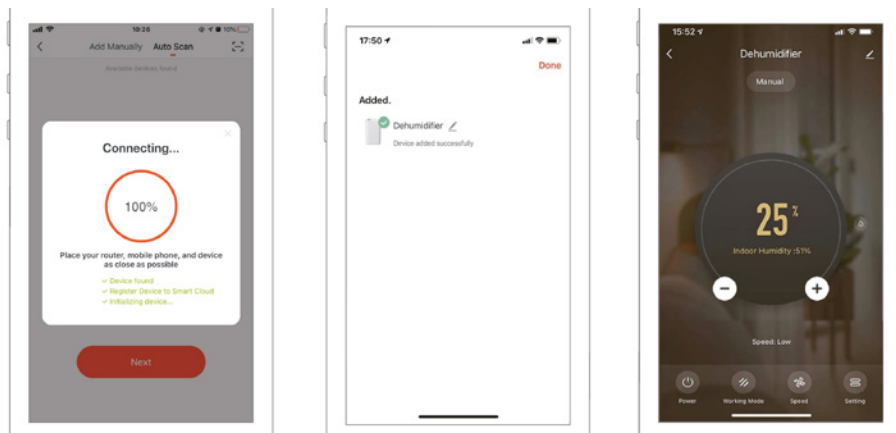 19:26
10%
Add Manually Auto Scan
Available devices found
Connecting...
100%
Place your router, mobile phone, and device
as close as possible
✓ Device found
✓ Register Device to Smart Cloud
✓ Initializing device...
Next
17:50
Done
Added.
Dehumidifier
Device added successfully
15:52
Dehumidifier
Manual
25%
Indoor Humidity :51%
Speed: Low
Power
Working Mode
Speed
Setting